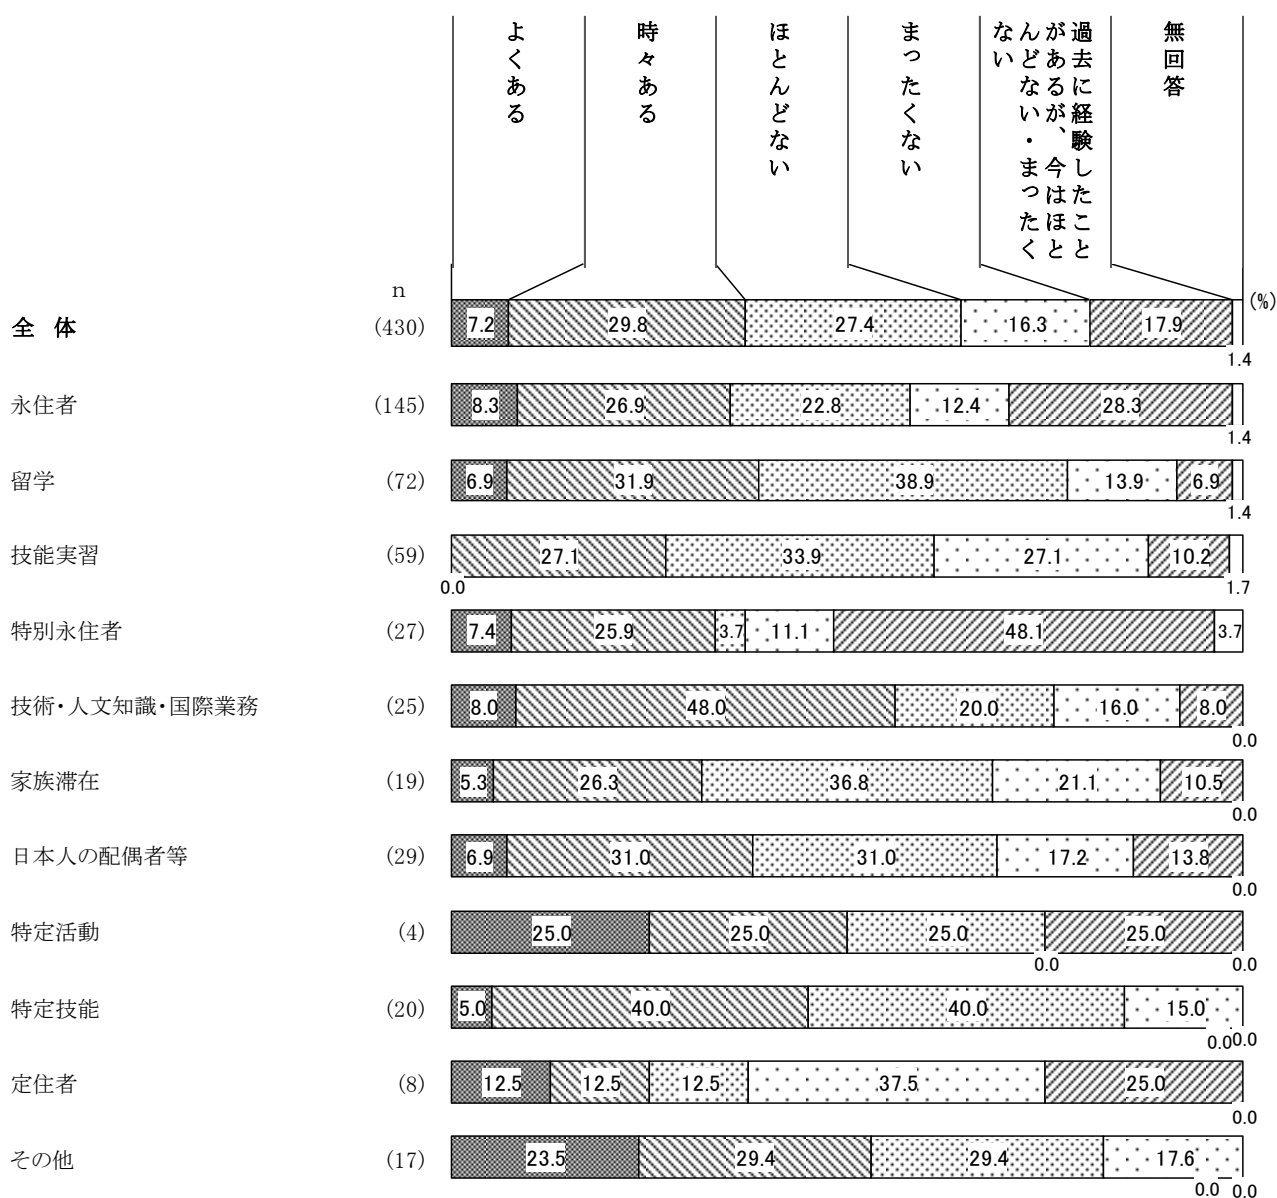 よくある
時々ある
ほとんどない
まったくない
過去に経験したこと
があるが、今はほと
んどない・まったく
ない
無回答
n
(%)
全 体 (430) 7.2 29.8 27.4 16.3 17.9 1.4
永住者 (145) 8.3 26.9 22.8 12.4 28.3 1.4
留学 (72) 6.9 31.9 38.9 13.9 6.9 1.4
技能実習 (59) 0.0 27.1 33.9 27.1 10.2 1.7
特別永住者 (27) 7.4 25.9 3.7 11.1 48.1 3.7
技術・人文知識・国際業務 (25) 8.0 48.0 20.0 16.0 8.0 0.0
家族滞在 (19) 5.3 26.3 36.8 21.1 10.5 0.0
日本人の配偶者等 (29) 6.9 31.0 31.0 17.2 13.8 0.0
特定活動 (4) 25.0 25.0 25.0 0.0 25.0 0.0
特定技能 (20) 5.0 40.0 40.0 15.0 0.0 0.0
定住者 (8) 12.5 12.5 12.5 37.5 25.0 0.0
その他 (17) 23.5 29.4 29.4 17.6 0.0 0.0